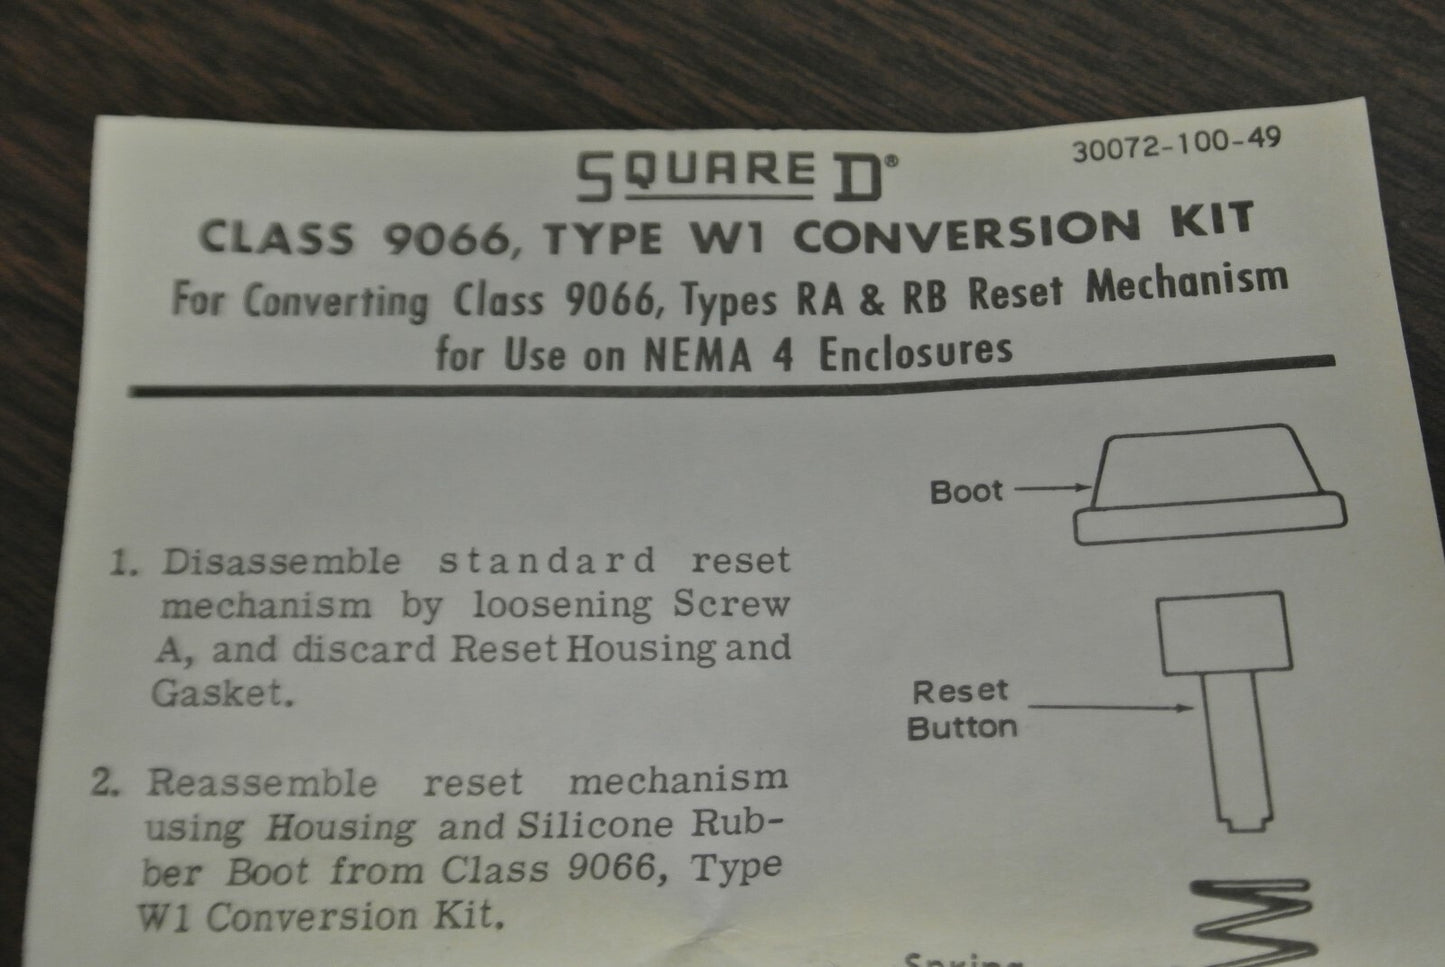 30072-100-49
SQUARE D®
CLASS 9066, TYPE W1 CONVERSION KIT
For Converting Class 9066, Types RA & RB Reset Mechanism
for Use on NEMA 4 Enclosures
Boot
1. Disassemble standard reset
mechanism by loosening Screw
A, and discard Reset Housing and
Gasket.
Reset
Button
2. Reassemble reset mechanism
using Housing and Silicone Rub-
ber Boot from Class 9066, Type
W1 Conversion Kit.
Spring